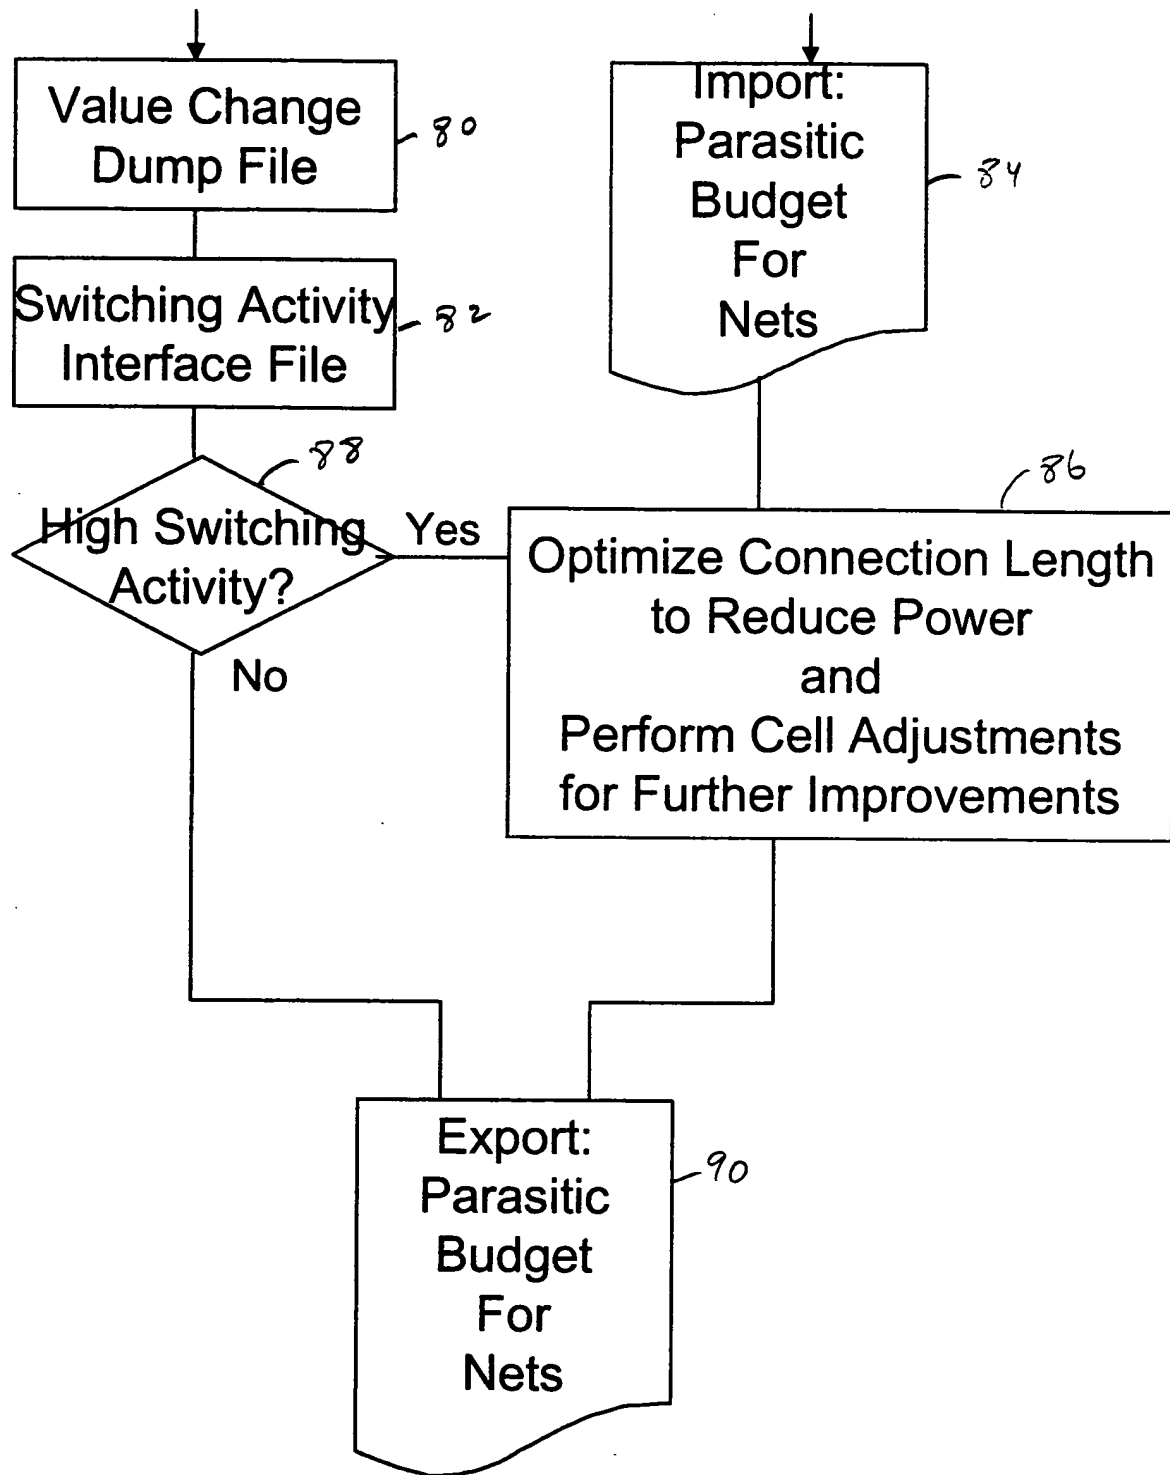 Value Change
Dump File
80
Import:
Parasitic
Budget
For
Nets
84
Switching Activity
Interface File
82
88
High Switching
Activity?
Yes
No
86
Optimize Connection Length
to Reduce Power
and
Perform Cell Adjustments
for Further Improvements
Export:
Parasitic
Budget
For
Nets
90